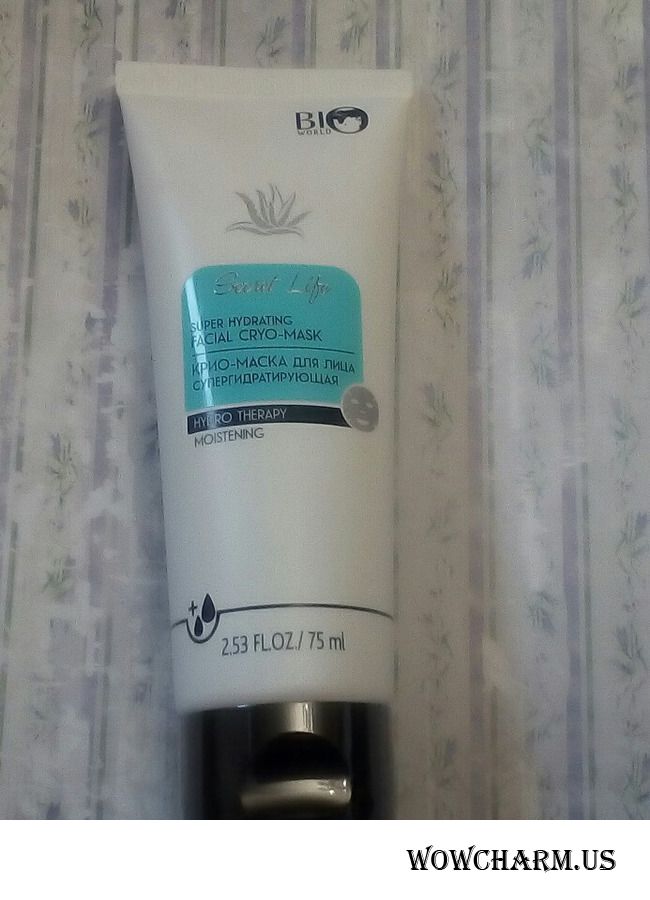 BIO
WORLD
Secret Life
SUPER HYDRATING
FACIAL CRYO-MASK
КРИО-МАСКА ДЛЯ ЛИЦА
СУПЕРГИДРАТИРУЮЩАЯ
HYDRO THERAPY
MOISTENING
2.53 FL.OZ./ 75 ml
WOWCHARM.US